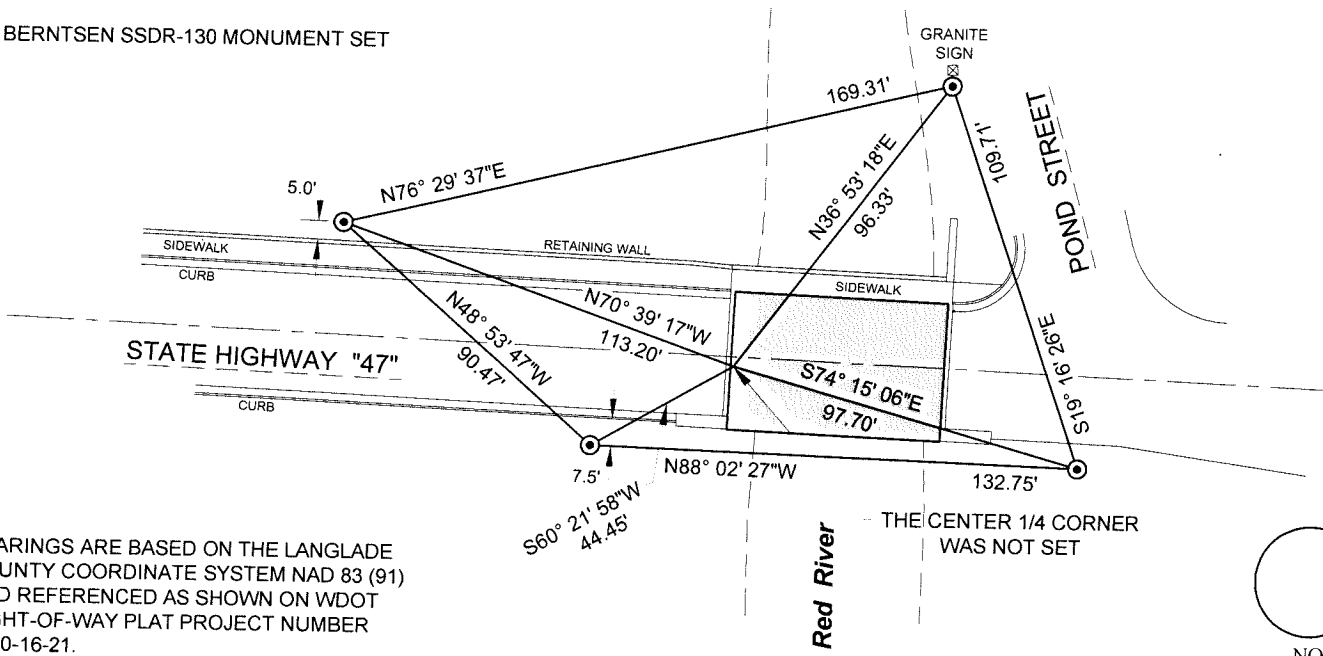 BERNTSEN SSDR-130 MONUMENT SET
GRANITE
SIGN
169.31'
N76° 29' 37"E
5.0'
109.71'
POND STREET
N36° 53' 18"E
96.33'
SIDEWALK
RETAINING WALL
CURB
SIDEWALK
N70° 39' 17"W
113.20'
N48° 53' 47"W
90.47'
STATE HIGHWAY "47"
S74° 15' 06"E
97.70'
S19° 16' 26"E
CURB
7.5'
N88° 02' 27"W
132.75'
S60° 21' 58"W
44.45'
Red River
THE CENTER 1/4 CORNER
WAS NOT SET
ARINGS ARE BASED ON THE LANGLADE
UNTY COORDINATE SYSTEM NAD 83 (91)
D REFERENCED AS SHOWN ON WDOT
GHT-OF-WAY PLAT PROJECT NUMBER
0-16-21.
NO